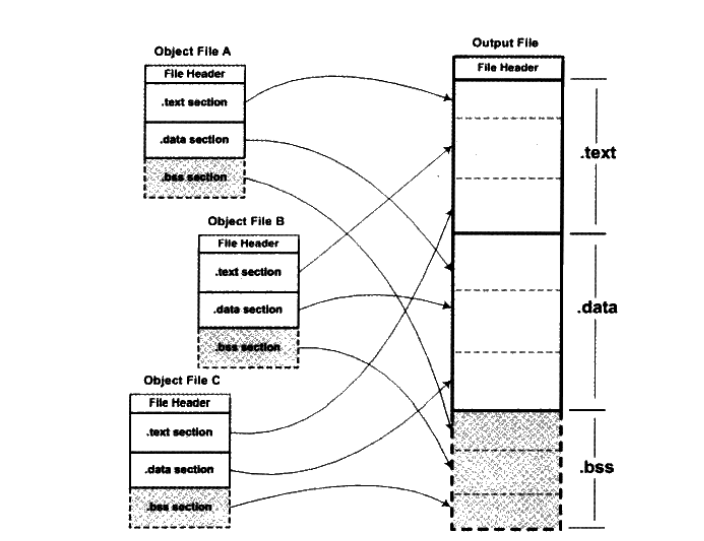 Object File A
File Header
.text section
.data section
.bss section
Object File B
File Header
.text section
.data section
.bss section
Object File C
File Header
.text section
.data section
.bss section
Output File
File Header
.text
.data
.bss